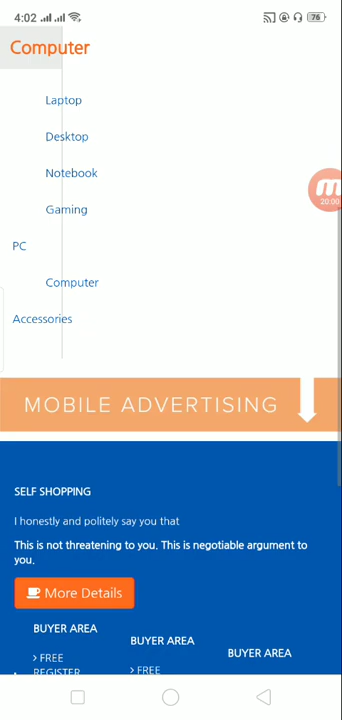 4:02
76
Computer
Laptop
Desktop
Notebook
Gaming
PC
Computer
Accessories
20:00
MOBILE ADVERTISING
SELF SHOPPING
I honestly and politely say you that
This is not threatening to you. This is negotiable argument to
you.
More Details
BUYER AREA
BUYER AREA
BUYER AREA
> FREE
REGISTER
> FREE